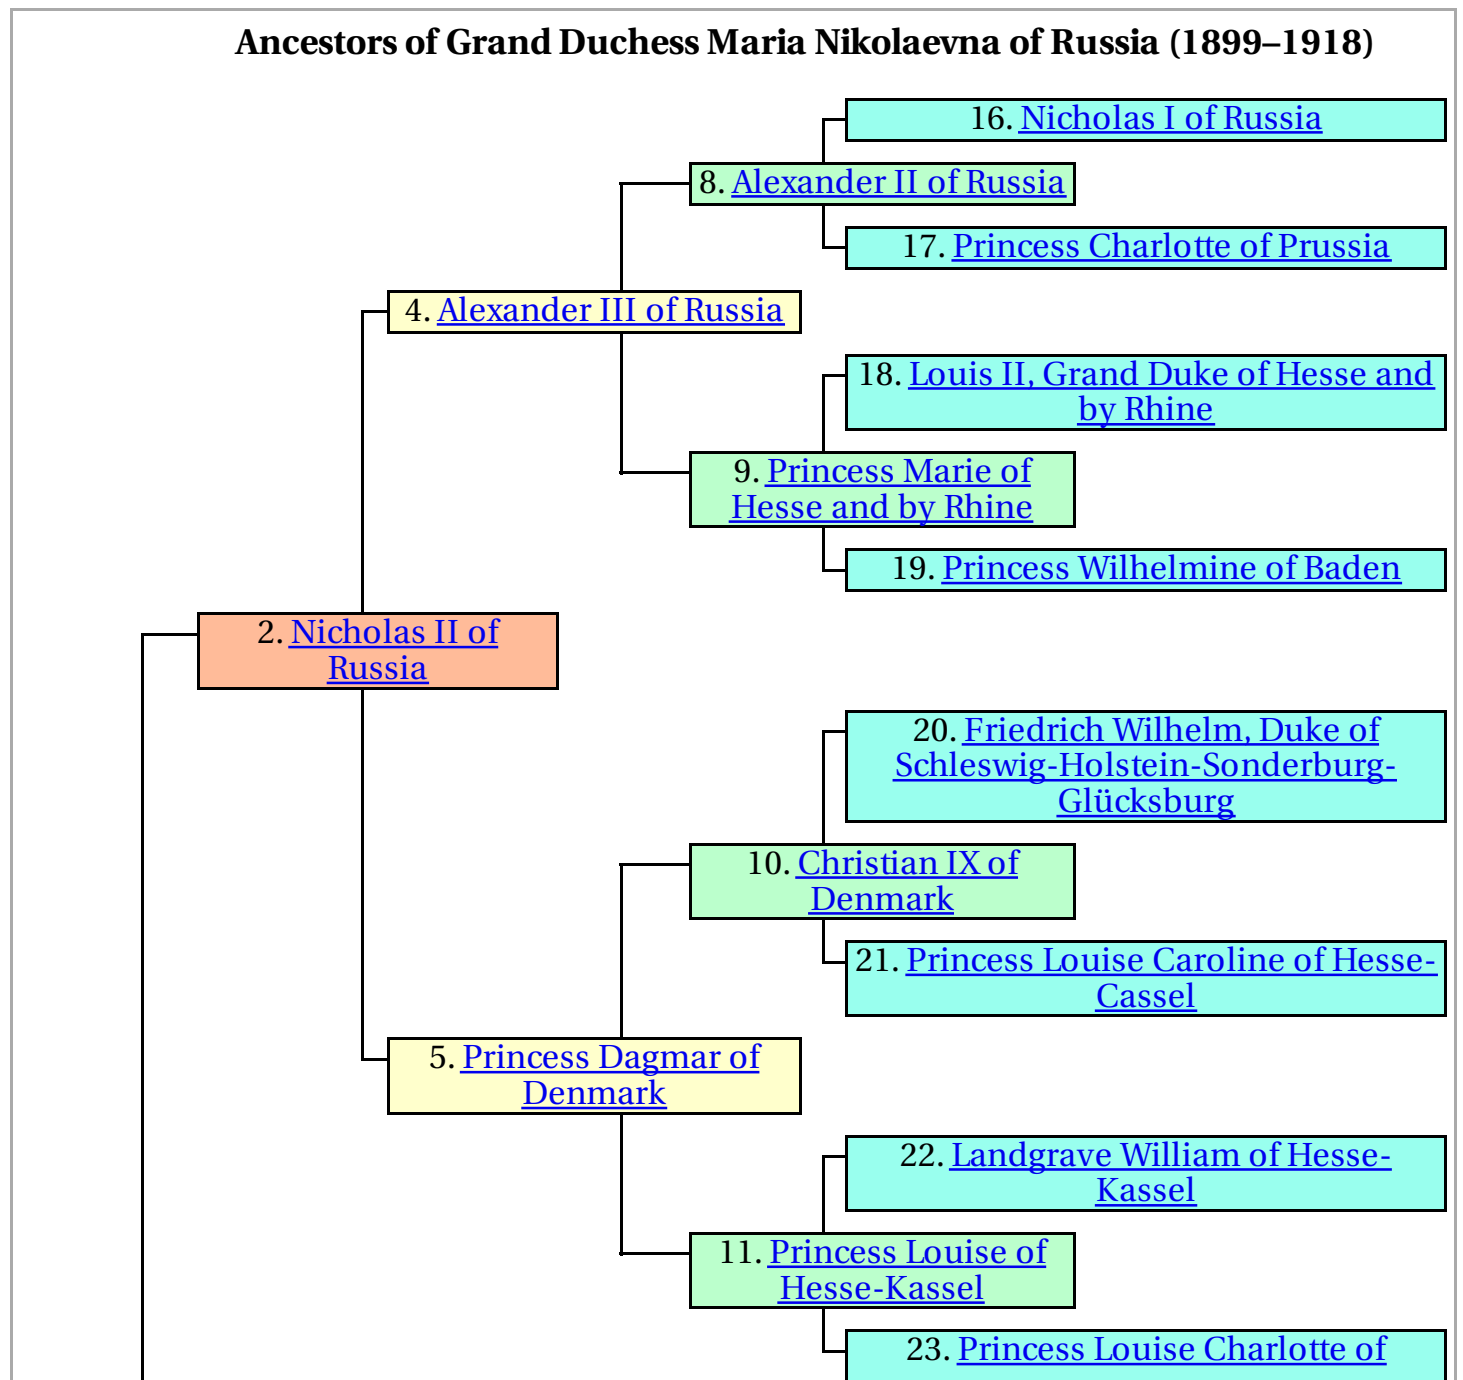 Ancestors of Grand Duchess Maria Nikolaevna of Russia (1899–1918)
16. Nicholas I of Russia
8. Alexander II of Russia
17. Princess Charlotte of Prussia
4. Alexander III of Russia
18. Louis II, Grand Duke of Hesse and
by Rhine
9. Princess Marie of
Hesse and by Rhine
19. Princess Wilhelmine of Baden
2. Nicholas II of
Russia
20. Friedrich Wilhelm, Duke of
Schleswig-Holstein-Sonderburg-
Glücksburg
10. Christian IX of
Denmark
21. Princess Louise Caroline of Hesse-
Cassel
5. Princess Dagmar of
Denmark
22. Landgrave William of Hesse-
Kassel
11. Princess Louise of
Hesse-Kassel
23. Princess Louise Charlotte of